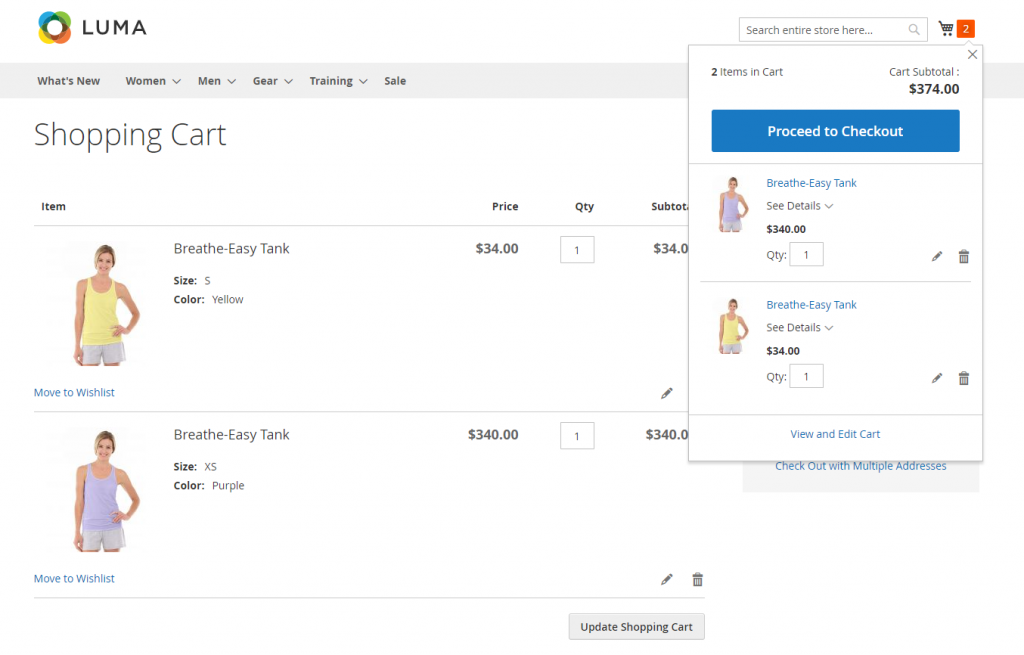 LUMA
Search entire store here...
2
What's New Women Men Gear Training Sale
2 Items in Cart
Cart Subtotal :
$374.00
Proceed to Checkout
Breathe-Easy Tank
See Details
$340.00
Qty: 1
Breathe-Easy Tank
See Details
$34.00
Qty: 1
View and Edit Cart
Check Out with Multiple Addresses
Shopping Cart
Item Price Qty Subtota
Breathe-Easy Tank $34.00 1 $34.0
Size: S
Color: Yellow
Move to Wishlist
Breathe-Easy Tank $340.00 1 $340.0
Size: XS
Color: Purple
Move to Wishlist
Update Shopping Cart